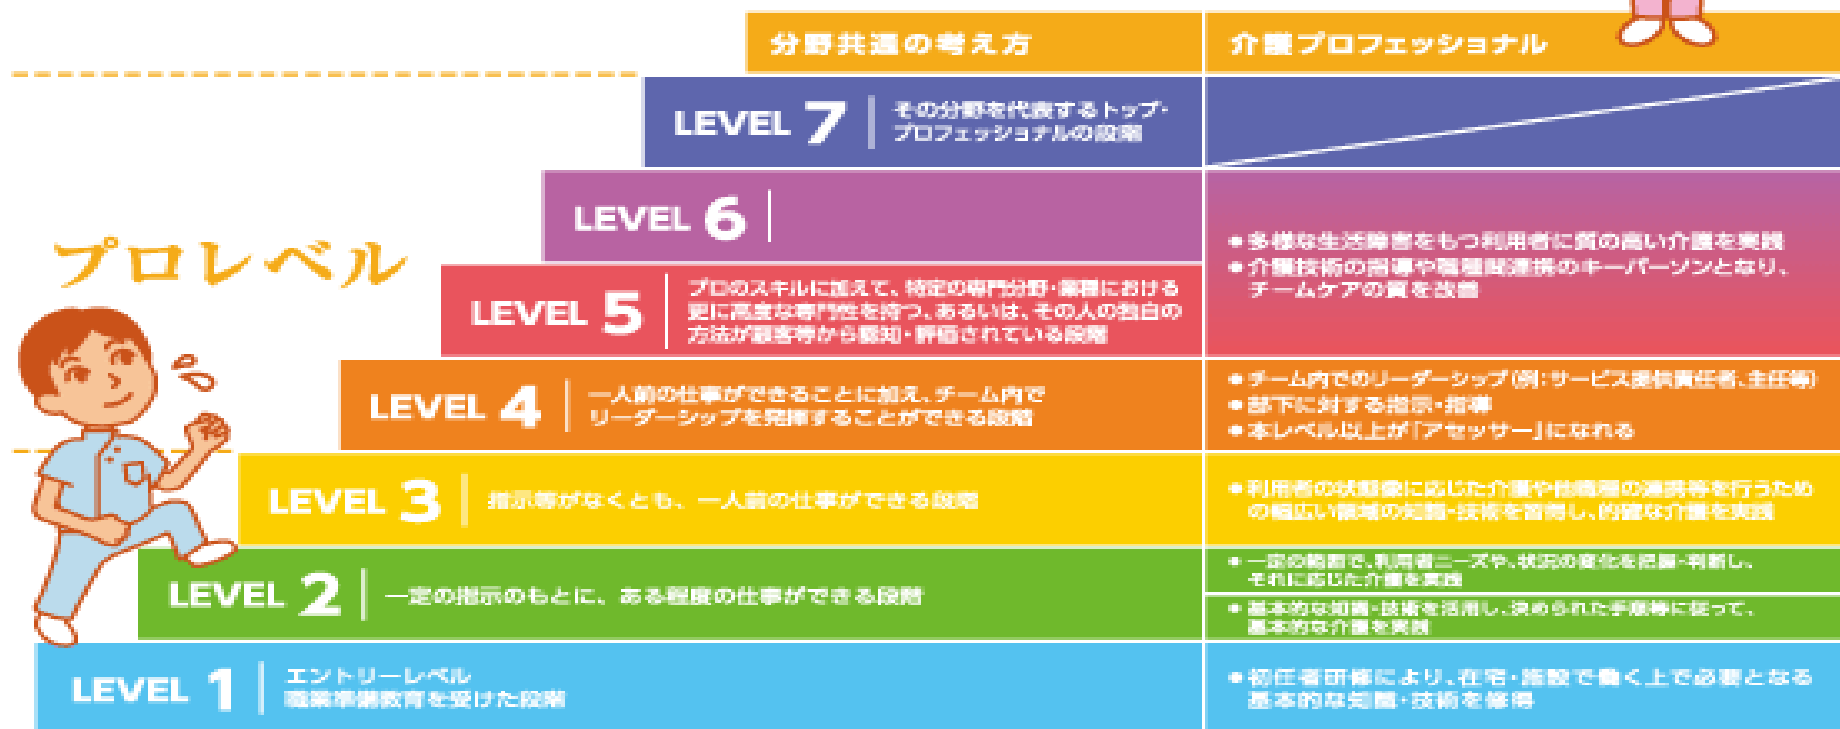 分野共通の考え方
介護プロフェッショナル
LEVEL 7
その分野を代表するトップ・
プロフェッショナルの段階
LEVEL 6
プロレベル
LEVEL 5
プロのスキルに加えて、特定の専門分野・業種における
更に高度な専門性を持つ、あるいは、その人の独自の
方法が顧客等から認知・評価されている段階
●多様な生活障害をもつ利用者に質の高い介護を実践
●介護技術の指導や職種間連携のキーパーソンとなり、
チームケアの質を改善
LEVEL 4
一人前の仕事ができることに加え、チーム内で
リーダーシップを発揮することができる段階
●チーム内でのリーダーシップ(例:サービス提供責任者、主任等)
●部下に対する指示・指導
●本レベル以上が「アセッサー」になれる
LEVEL 3
指示等がなくとも、一人前の仕事ができる段階
●利用者の状態像に応じた介護や他職種の連携等を行うため
の幅広い領域の知識・技術を習得し、的確な介護を実践
LEVEL 2
一定の指示のもとに、ある程度の仕事ができる段階
●一定の範囲で、利用者ニーズや、状況の変化を把握・判断し、
それに応じた介護を実践
●基本的な知識・技術を活用し、決められた手順等に従って、
基本的な介護を実践
LEVEL 1
エントリーレベル
職業準備教育を受けた段階
●初任者研修により、在宅・施設で働く上で必要となる
基本的な知識・技術を修得